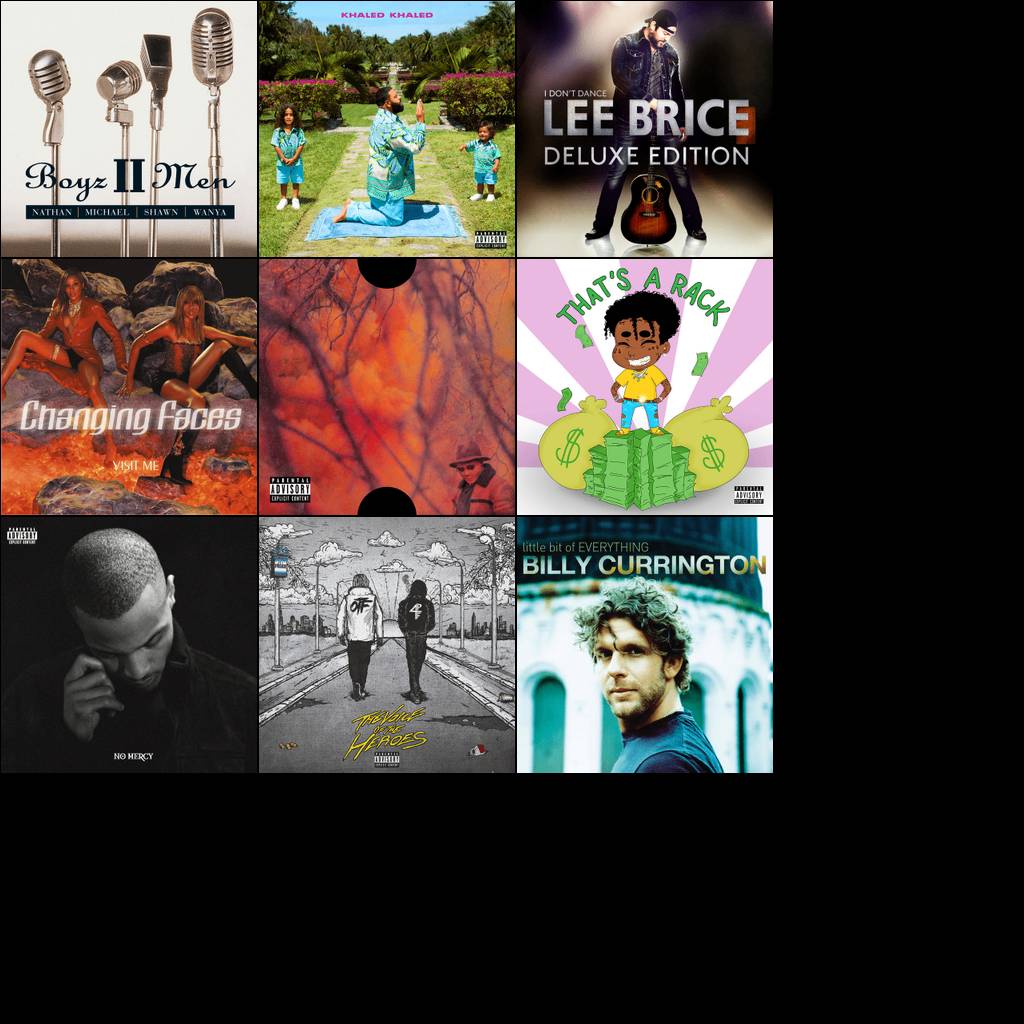 Boyz II Men
NATHAN | MICHAEL | SHAWN | WANYA
KHALED KHALED
PARENTAL
ADVISORY
EXPLICIT CONTENT
I DON'T DANCE
LEE BRICE
DELUXE EDITION
Changing Faces
VISIT ME
PARENTAL
ADVISORY
EXPLICIT CONTENT
THAT'S A RACK
$ $
PARENTAL
ADVISORY
EXPLICIT CONTENT
PARENTAL
ADVISORY
EXPLICIT CONTENT
NO MERCY
OTF
4
THE VOICE
OF THE
HEROES
PARENTAL
ADVISORY
EXPLICIT CONTENT
little bit of EVERYTHING
BILLY CURRINGTON